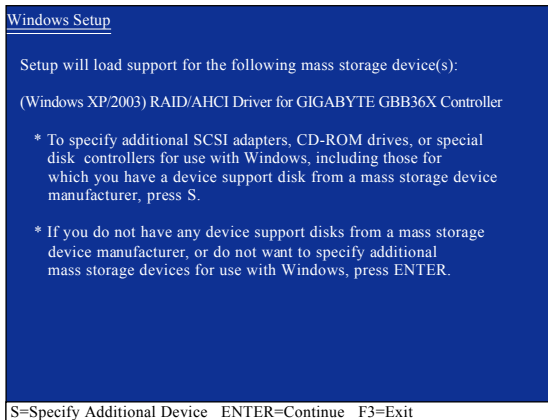 Windows Setup
Setup will load support for the following mass storage device(s):
(Windows XP/2003) RAID/AHCI Driver for GIGABYTE GBB36X Controller
* To specify additional SCSI adapters, CD-ROM drives, or special
disk controllers for use with Windows, including those for
which you have a device support disk from a mass storage device
manufacturer, press S.
* If you do not have any device support disks from a mass storage
device manufacturer, or do not want to specify additional
mass storage devices for use with Windows, press ENTER.
S=Specify Additional Device ENTER=Continue F3=Exit